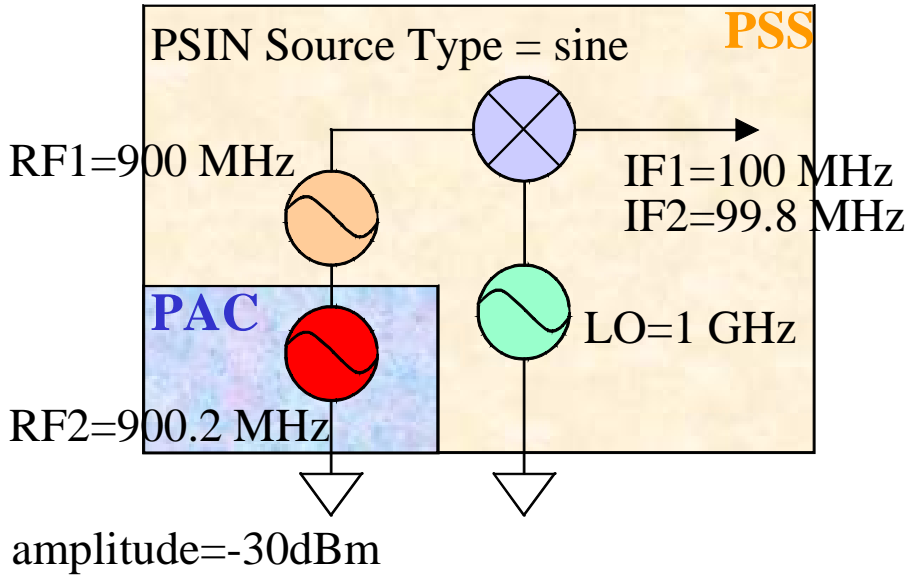 PSS
PSIN Source Type = sine
RF1=900 MHz
IF1=100 MHz
IF2=99.8 MHz
PAC
LO=1 GHz
RF2=900.2 MHz
amplitude=-30dBm